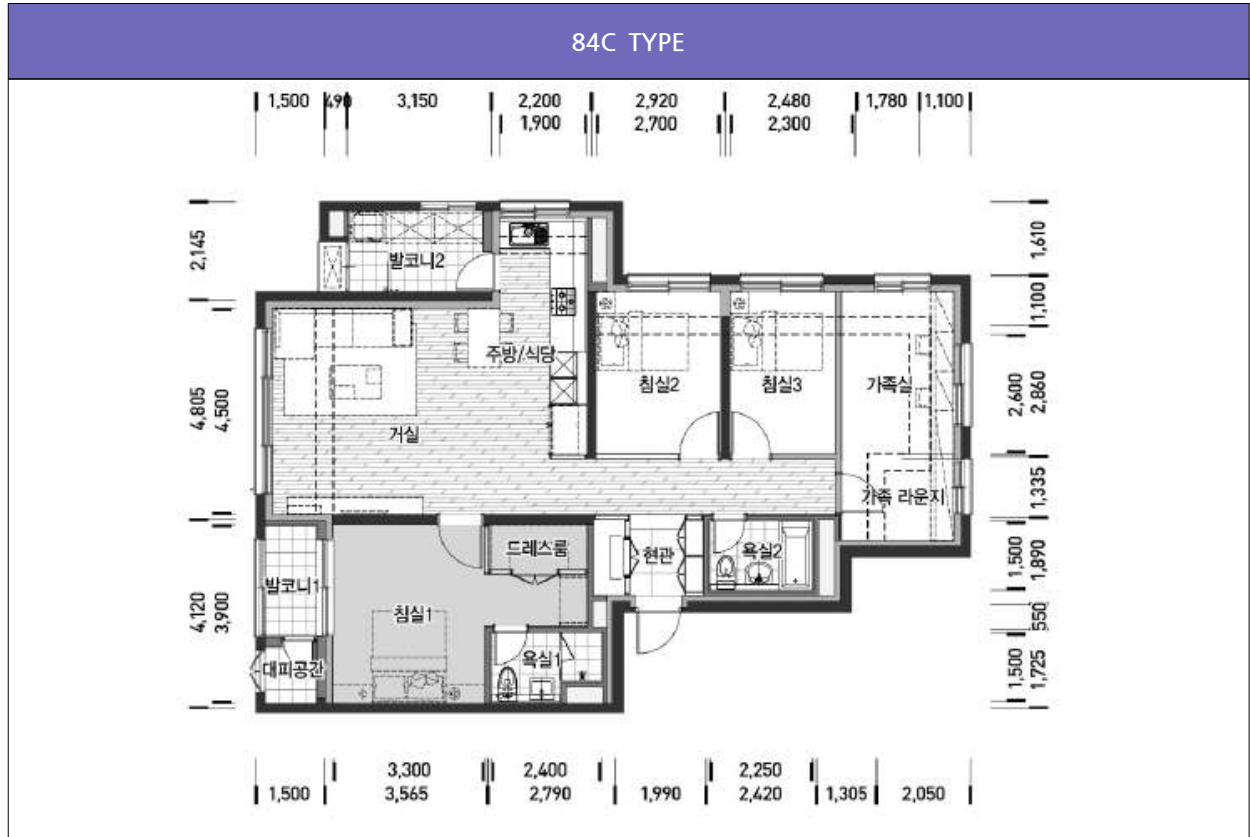 84C TYPE
1,500 490 3,150 2,200 2,920 2,480 1,780 1,100
1,900 2,700 2,300
2,145
4,805
4,500
4,120
3,900
발코니2
주방/식당
거실
침실2
침실3
가족실
가족 라운지
발코니1
대피공간
침실1
드레스룸
욕실1
현관
욕실2
1,610
1,100
2,600
2,860
1,335
1,500
1,890
550
1,500
1,725
3,300 2,400 2,250
1,500 3,565 2,790 1,990 2,420 1,305 2,050